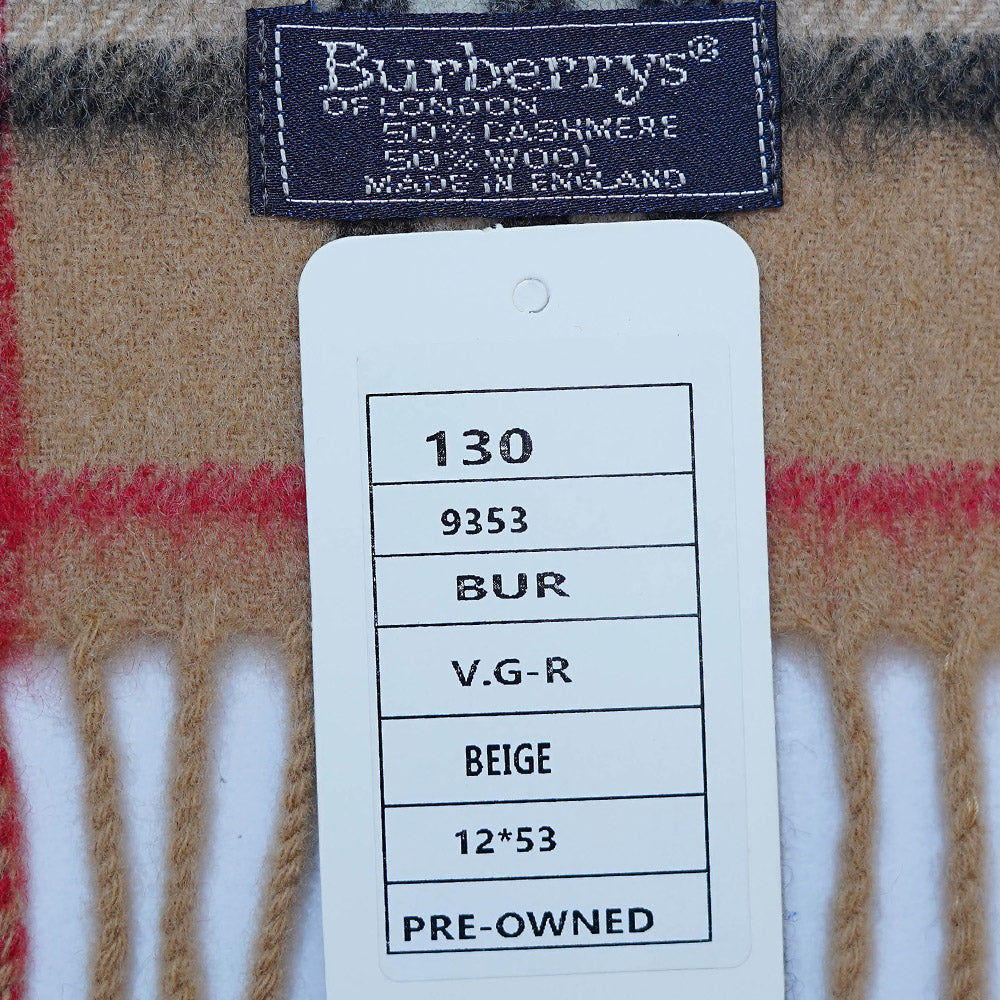 Burberrys®
OF LONDON
50% CASHMERE
50% WOOL
MADE IN ENGLAND
130
9353
BUR
V.G-R
BEIGE
12*53
PRE-OWNED